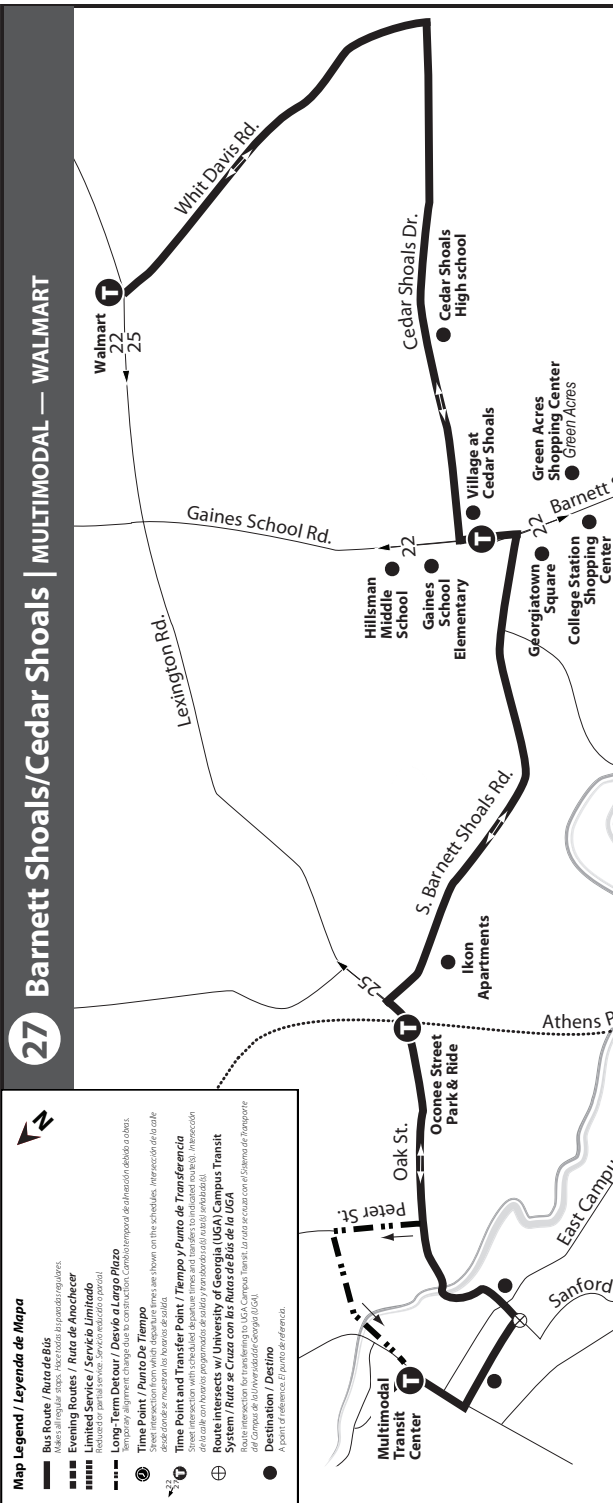 27 Barnett Shoals/Cedar Shoals | MULTIMODAL — WALMART
Map Legend / Leyenda de Mapa
Bus Route / Ruta de Bús
Makes all regular stops. Hace todas las paradas regulares.
Evening Routes / Ruta de Anochecer
Limited Service / Servicio Limitado
Reduced or partial service. Servicio reducido o parcial.
Long-Term Detour / Desvío a Largo Plazo
Temporary alignment change due to construction. Cambio temporal de alineación debido a obras.
Time Point / Punto De Tiempo
Street intersection from which departure times are shown on the schedules. Intersección de la calle
desde donde se muestran los horarios de salida.
Time Point and Transfer Point / Tiempo y Punto de Transferencia
Street intersection with scheduled departure times and transfers to indicated route(s). Intersección
de la calle con horarios programados de salida y transbordos a(s) ruta(s) señalada(s).
22
27
T
Route intersects w/ University of Georgia (UGA) Campus Transit
System / Ruta se Cruza con las Rutas de Bús de la UGA
Route intersection for transferring to UGA Campus Transit. La ruta se cruza con el Sistema de Transporte
del Campus de la Universidad de Georgia (UGA).
Destination / Destino
A point of reference. El punto de referencia.
N
Multimodal
Transit
Center
T
Peter St.
Oak St.
Sanford
East Campu
Athens P
Oconee Street
Park & Ride
T
25
Ikon
Apartments
S. Barnett Shoals Rd.
Lexington Rd.
Gaines School Rd.
Hillsman
Middle
School
Gaines
School
Elementary
22
T
Village at
Cedar Shoals
Georgiatown
Square
College Station
Shopping
Center
22
Barnett S
Green Acres
Shopping Center
Green Acres
Cedar Shoals Dr.
Cedar Shoals
High school
Whit Davis Rd.
Walmart
22
25
T